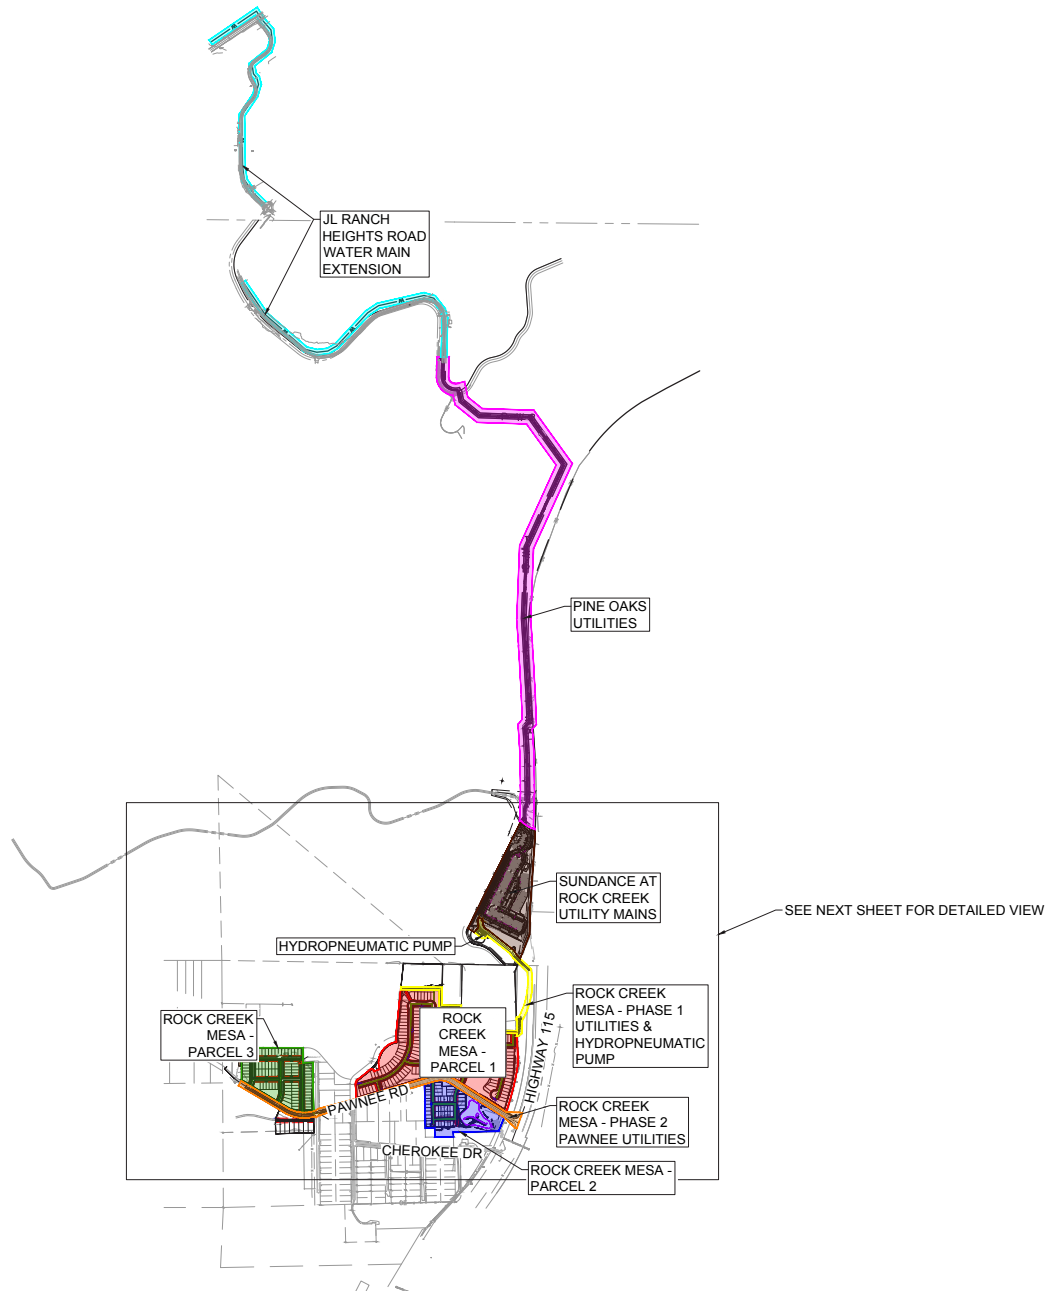 JL RANCH
HEIGHTS ROAD
WATER MAIN
EXTENSION
PINE OAKS
UTILITIES
SUNDANCE AT
ROCK CREEK
UTILITY MAINS
SEE NEXT SHEET FOR DETAILED VIEW
HYDROPNEUMATIC PUMP
ROCK CREEK
MESA - PHASE 1
UTILITIES &
HYDROPNEUMATIC
PUMP
ROCK CREEK
MESA -
PARCEL 3
ROCK
CREEK
MESA -
PARCEL 1
HIGHWAY 115
PAWNEE RD
ROCK CREEK
MESA - PHASE 2
PAWNEE UTILITIES
CHEROKEE DR
ROCK CREEK MESA -
PARCEL 2